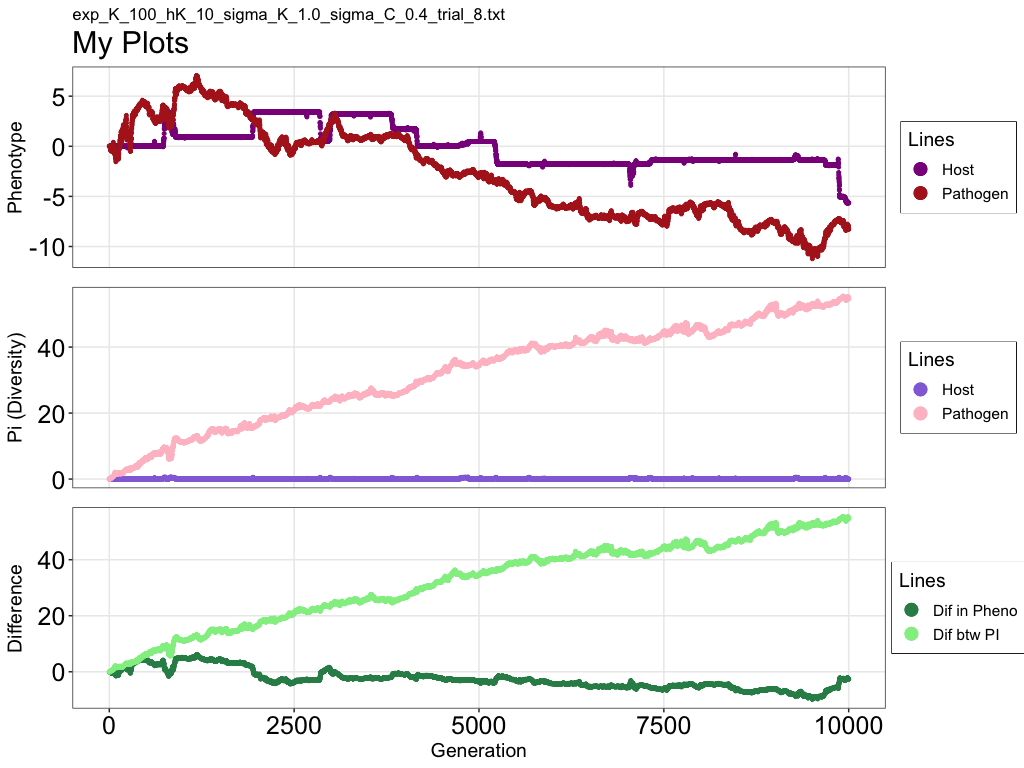 exp_K_100_hK_10_sigma_K_1.0_sigma_C_0.4_trial_8.txt
My Plots
Phenotype
5
0
-5
-10
Lines
Host
Pathogen
Pi (Diversity)
40
20
0
Lines
Host
Pathogen
Difference
40
20
0
Lines
Dif in Pheno
Dif btw PI
0 2500 5000 7500 10000
Generation